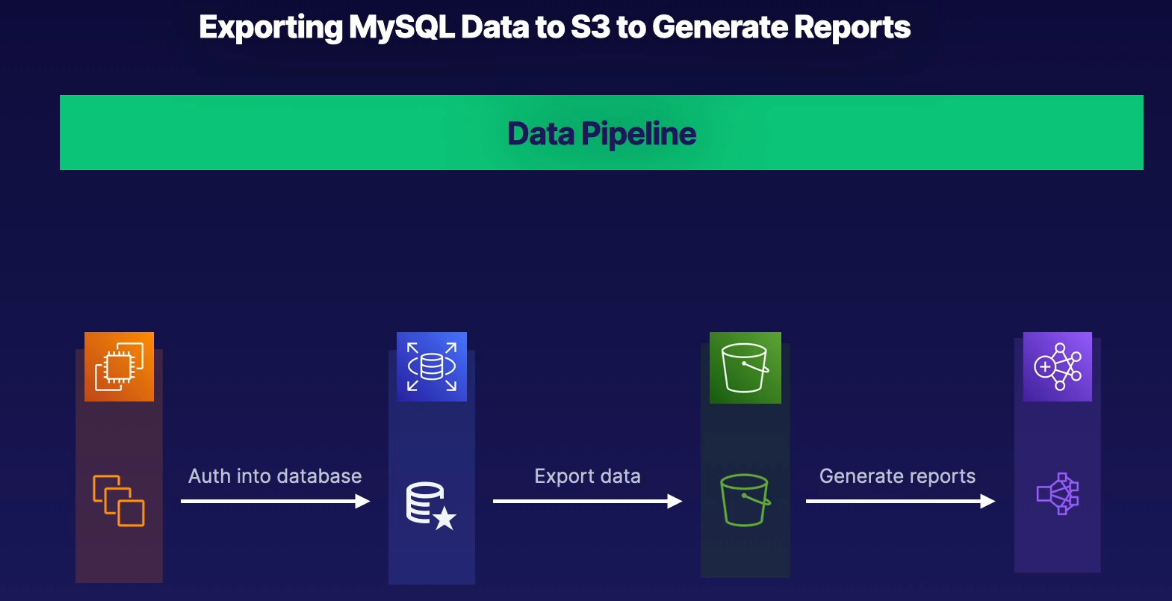 Exporting MySQL Data to S3 to Generate Reports
Data Pipeline
Auth into database
Export data
Generate reports